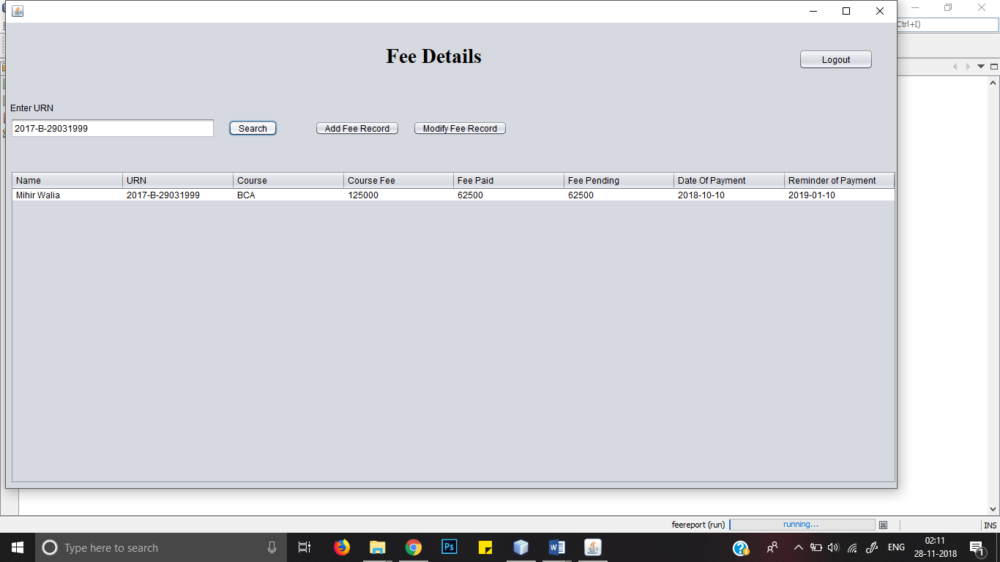 Ctrl+I)
Fee Details
Logout
Enter URN
2017-B-29031999 Search Add Fee Record Modify Fee Record
Name URN Course Course Fee Fee Paid Fee Pending Date Of Payment Reminder of Payment
Mihir Walia 2017-B-29031999 BCA 125000 62500 62500 2018-10-10 2019-01-10
feereport (run) running... INS
Type here to search Ps W ENG 02:11
28-11-2018 1